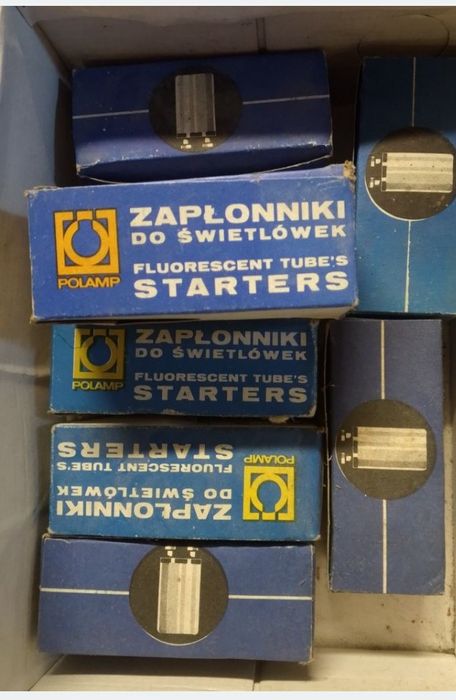 POLAMP
ZAPŁONNIKI
DO ŚWIETLÓWEK
FLUORESCENT TUBE'S
STARTERS
POLAMP
ZAPŁONNIKI
DO ŚWIETLÓWEK
FLUORESCENT TUBE'S
STARTERS
POLAMP
ZAPŁONNIKI
DO ŚWIETLÓWEK
FLUORESCENT TUBE'S
STARTERS